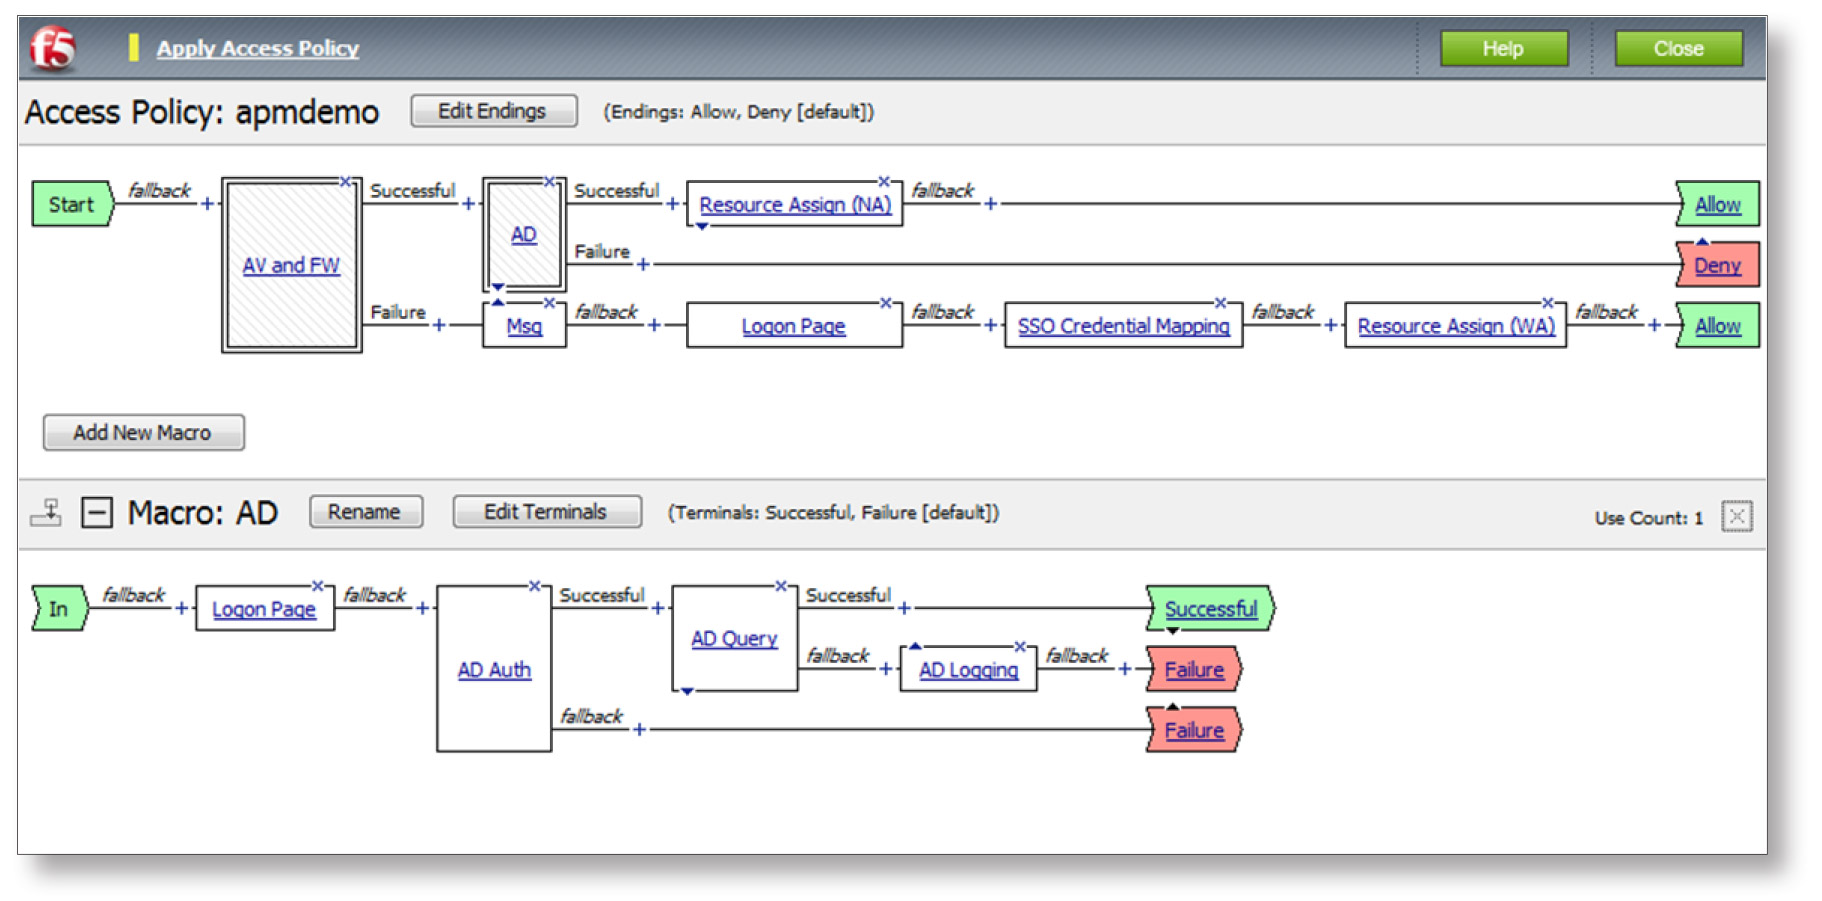 f5 Apply Access Policy Help Close
Access Policy: apmdemo Edit Endings (Endings: Allow, Deny [default])
Start fallback + AV and FW Successful + AD Successful + Resource Assign (NA) fallback + Allow
Failure + Deny
Failure + Msg fallback + Logon Page fallback + SSO Credential Mapping fallback + Resource Assign (WA) fallback + Allow
Add New Macro
Macro: AD Rename Edit Terminals (Terminals: Successful, Failure [default]) Use Count: 1
In fallback + Logon Page fallback + AD Auth Successful + AD Query Successful + Successful
fallback + AD Logging fallback + Failure
fallback + Failure